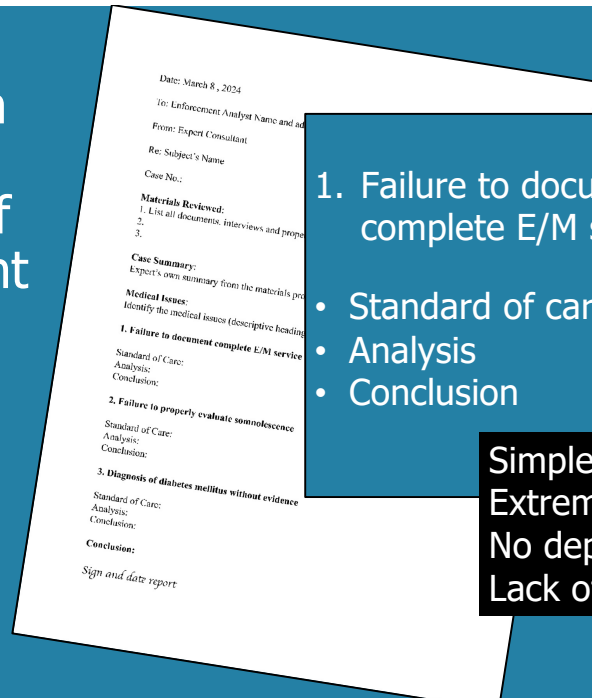 f
nt
Date: March 8 , 2024
To: Enforcement Analyst Name and ad
From: Expert Consultant
Re: Subject's Name
Case No.:
Materials Reviewed:
1. List all documents, interviews and prope
2.
3.
Case Summary:
Expert's own summary from the materials pro
Medical Issues:
Identify the medical issues (descriptive heading
1. Failure to document complete E/M service
Standard of Care:
Analysis:
Conclusion:
2. Failure to properly evaluate somnolescence
Standard of Care:
Analysis:
Conclusion:
3. Diagnosis of diabetes mellitus without evidence
Standard of Care:
Analysis:
Conclusion:
Conclusion:
Sign and date report
1. Failure to docu
complete E/M s
• Standard of car
• Analysis
• Conclusion
Simple
Extrem
No dep
Lack o